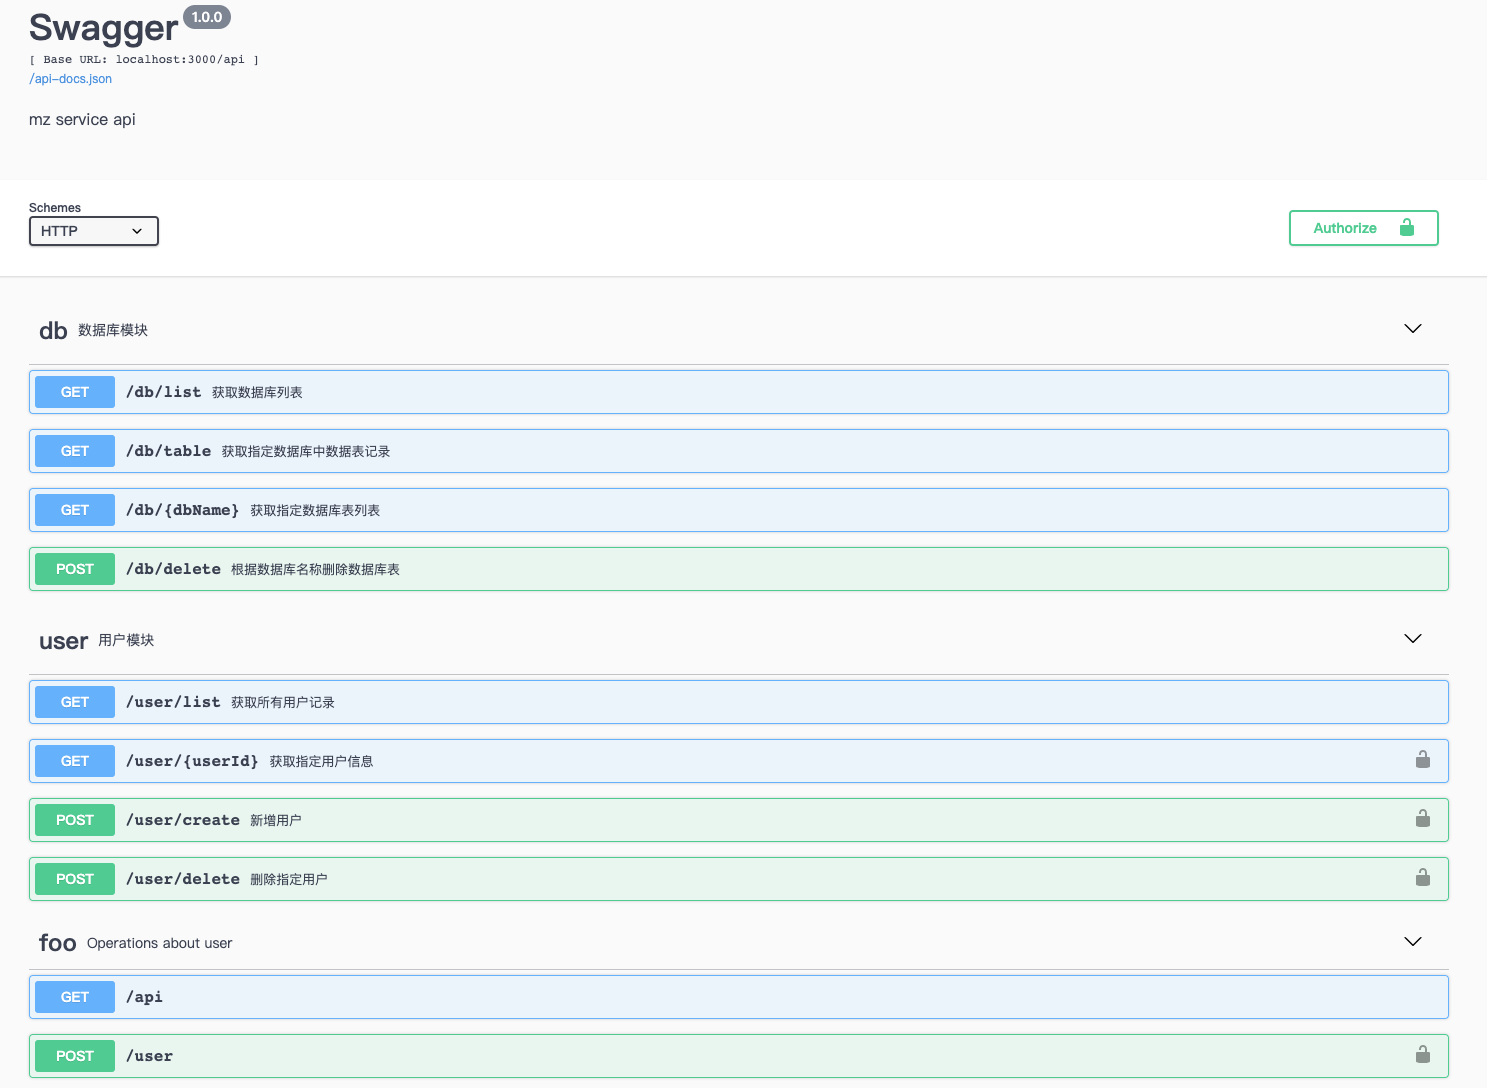 Swagger 1.0.0
[ Base URL: localhost:3000/api ]
/api-docs.json
mz service api
Schemes
HTTP
Authorize
db 数据库模块
GET /db/list 获取数据库列表
GET /db/table 获取指定数据库中数据表记录
GET /db/{dbName} 获取指定数据库表列表
POST /db/delete 根据数据库名称删除数据库表
user 用户模块
GET /user/list 获取所有用户记录
GET /user/{userId} 获取指定用户信息
POST /user/create 新增用户
POST /user/delete 删除指定用户
foo Operations about user
GET /api
POST /user